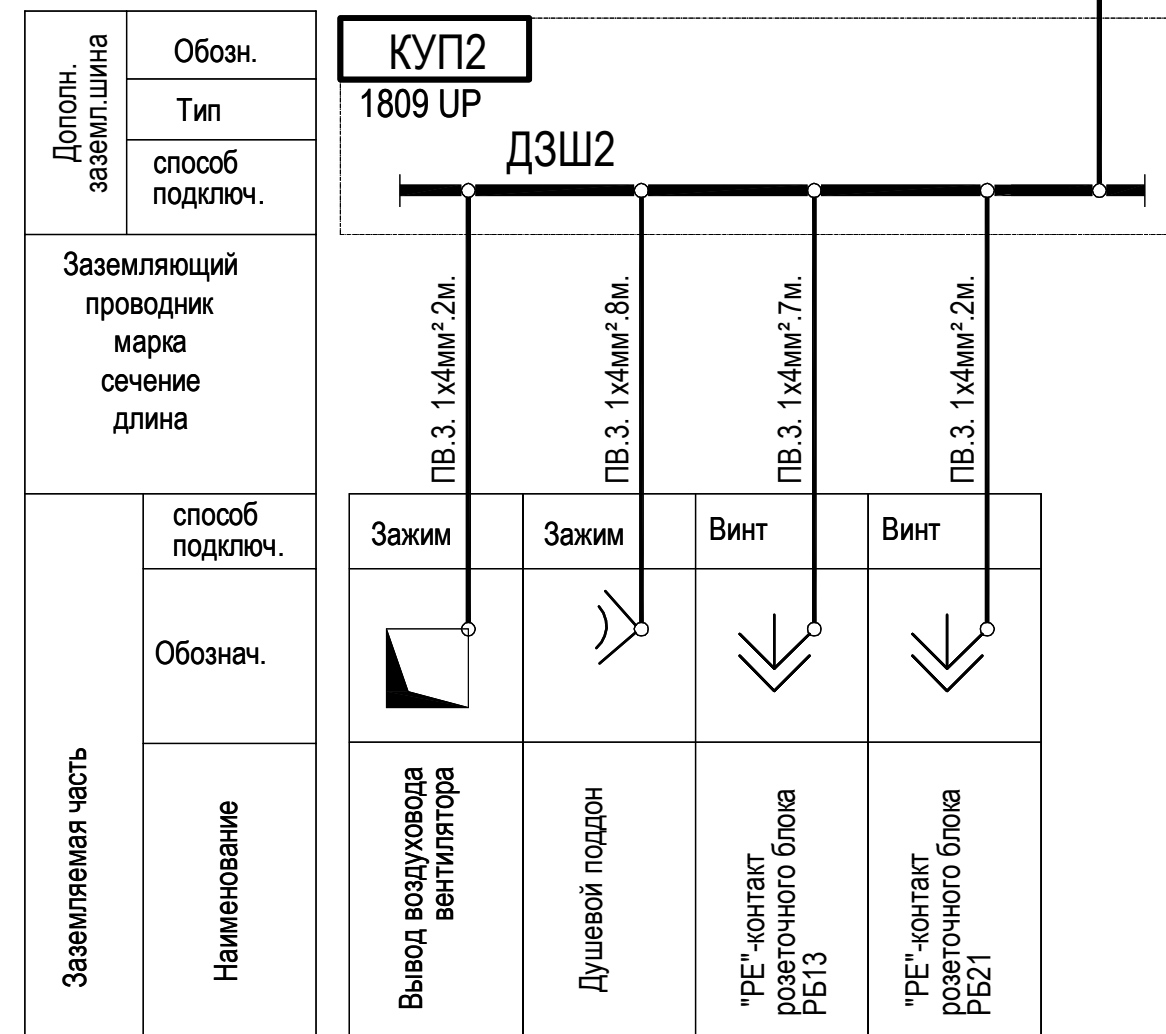 Дополн.
заземл.шина
Обозн.
Тип
способ
подключ.
КУП2
1809 UP
ДЗШ2
Заземляющий
проводник
марка
сечение
длина
ПВ.3. 1х4мм².2м.
ПВ.3. 1х4мм².8м.
ПВ.3. 1х4мм².7м.
ПВ.3. 1х4мм².2м.
Заземляемая часть
способ
подключ.
Зажим
Зажим
Винт
Винт
Обознач.
Наименование
Вывод воздуховода
вентилятора
Душевой поддон
"РЕ"-контакт
розеточного блока
РБ13
"РЕ"-контакт
розеточного блока
РБ21